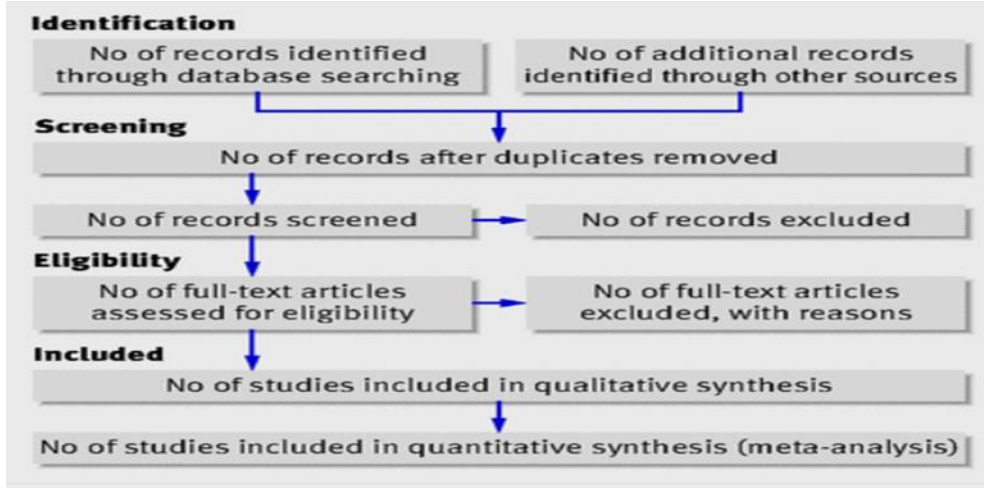 Identification
No of records identified
through database searching
No of additional records
identified through other sources
Screening
No of records after duplicates removed
No of records screened
No of records excluded
Eligibility
No of full-text articles
assessed for eligibility
No of full-text articles
excluded, with reasons
Included
No of studies included in qualitative synthesis
No of studies included in quantitative synthesis (meta-analysis)